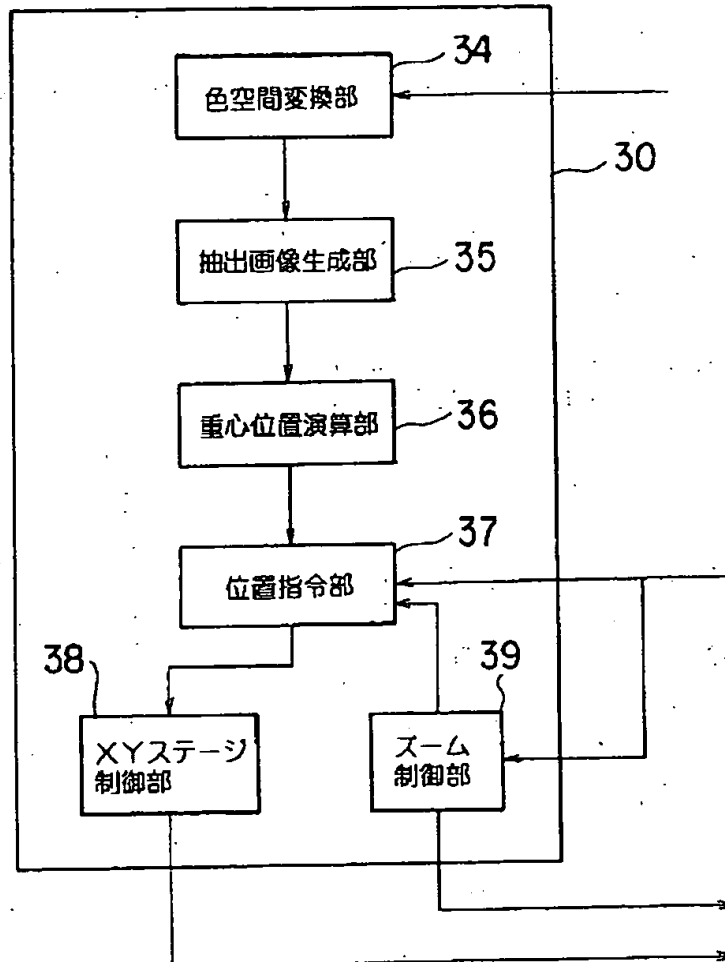 34
色空間変換部
30
抽出画像生成部
35
重心位置演算部
36
37
位置指令部
38
39
XYステージ
制御部
ズーム
制御部